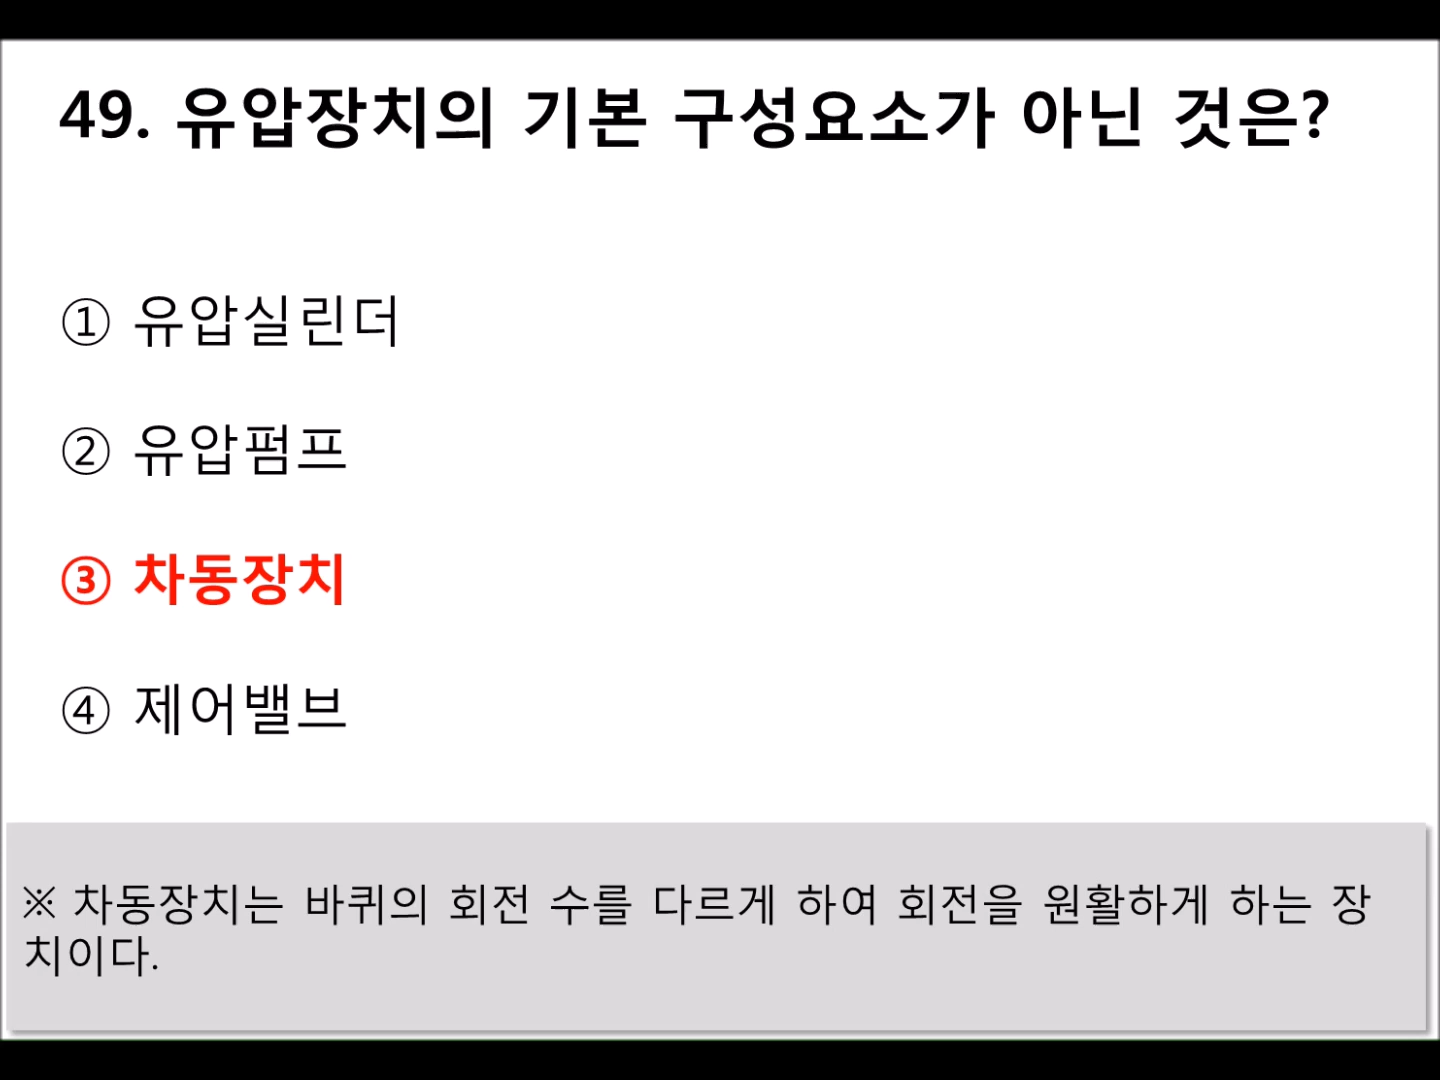 49. 유압장치의 기본 구성요소가 아닌 것은?
① 유압실린더
② 유압펌프
③ 차동장치
④ 제어밸브
※ 차동장치는 바퀴의 회전 수를 다르게 하여 회전을 원활하게 하는 장
치이다.